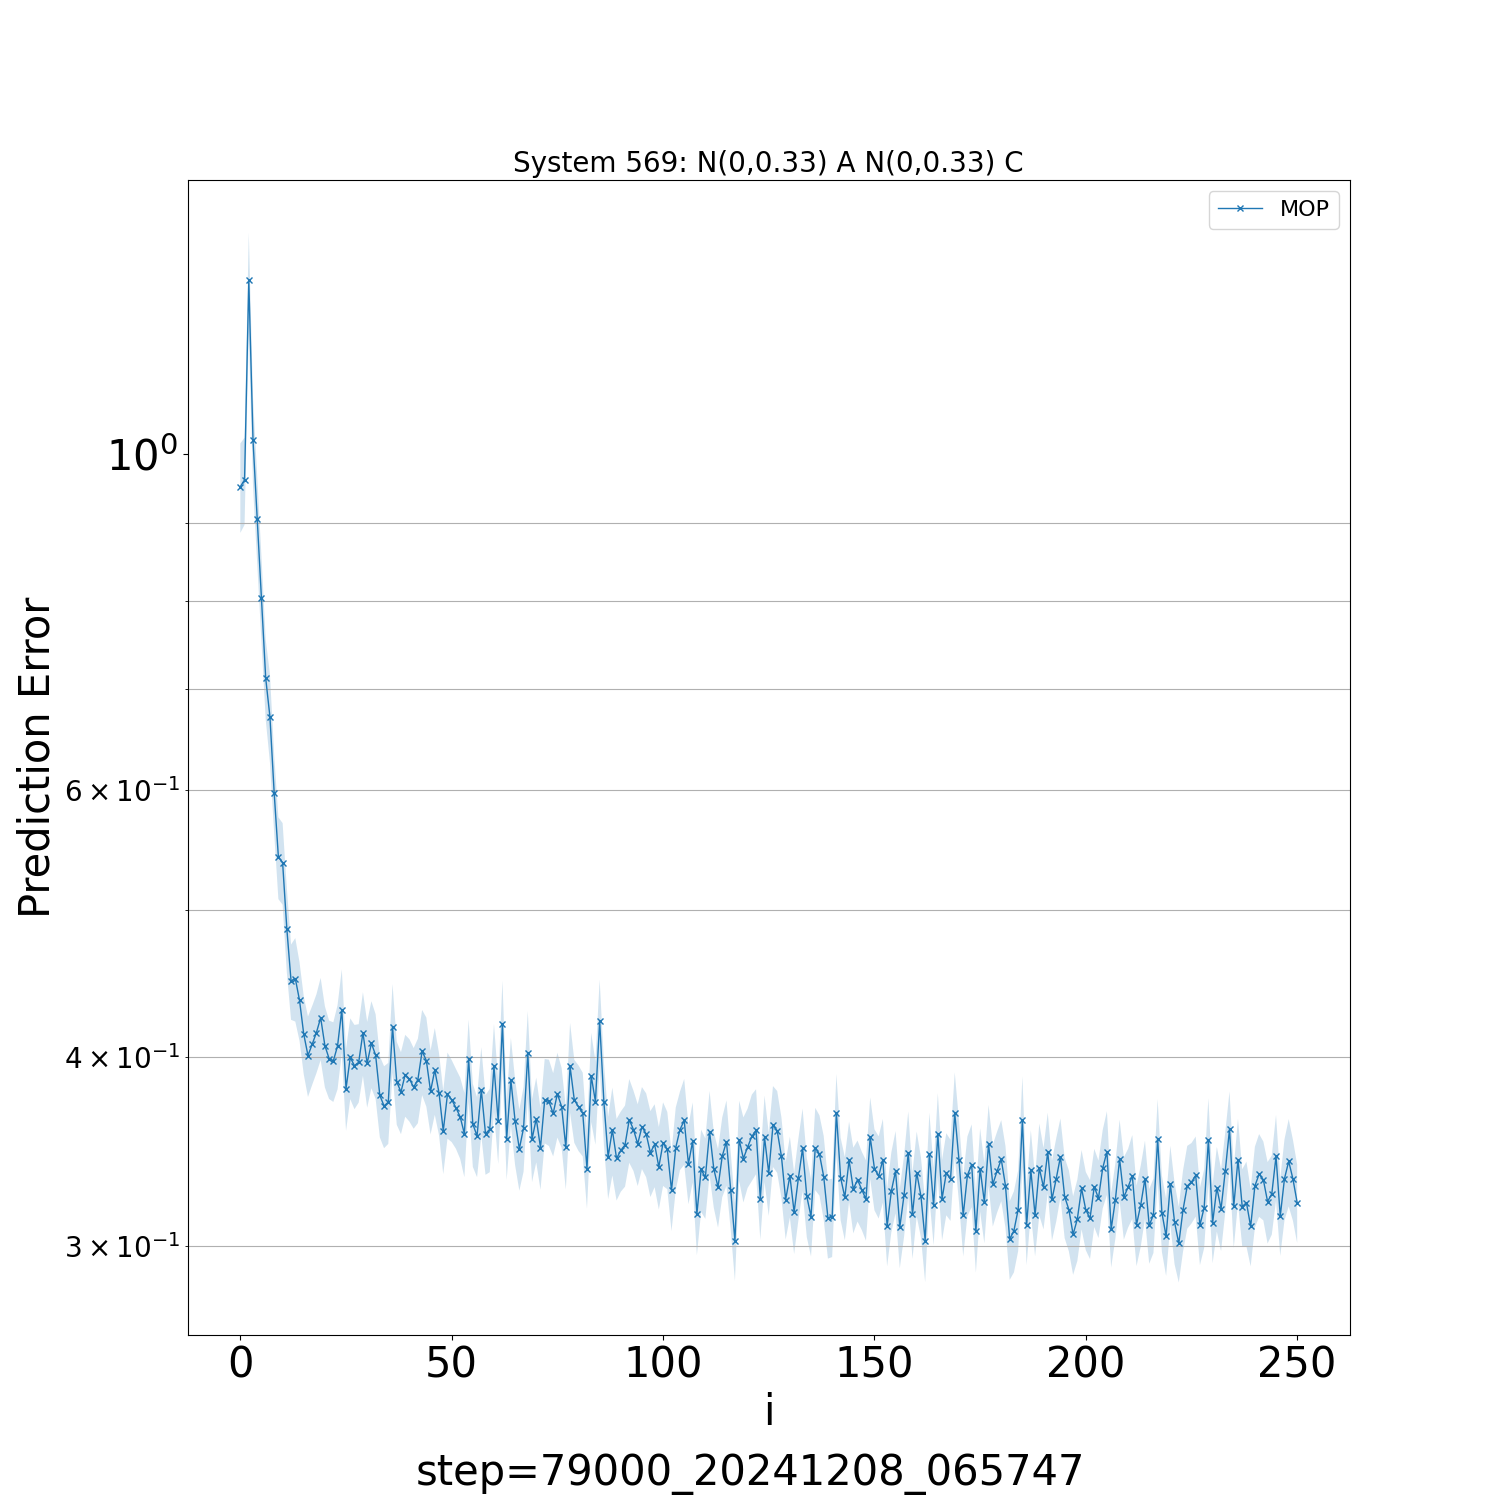 System 569: N(0,0.33) A N(0,0.33) C
MOP
10⁰
6 × 10⁻¹
4 × 10⁻¹
3 × 10⁻¹
Prediction Error
0 50 100 150 200 250
i
step=79000_20241208_065747